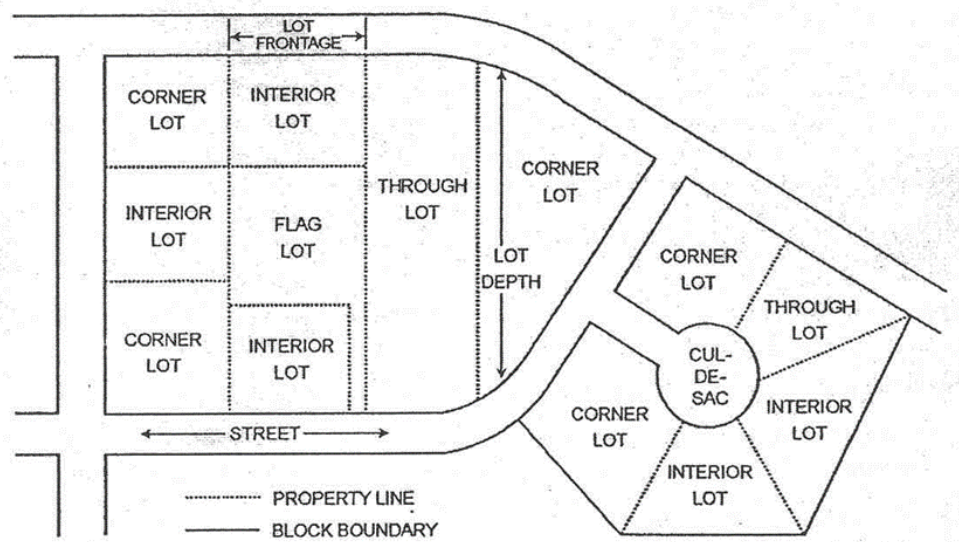 LOT
FRONTAGE
CORNER
LOT
INTERIOR
LOT
THROUGH
LOT
CORNER
LOT
INTERIOR
LOT
FLAG
LOT
LOT
DEPTH
CORNER
LOT
INTERIOR
LOT
STREET
CORNER
LOT
THROUGH
LOT
CUL-
DE-
SAC
CORNER
LOT
INTERIOR
LOT
INTERIOR
LOT
PROPERTY LINE
BLOCK BOUNDARY